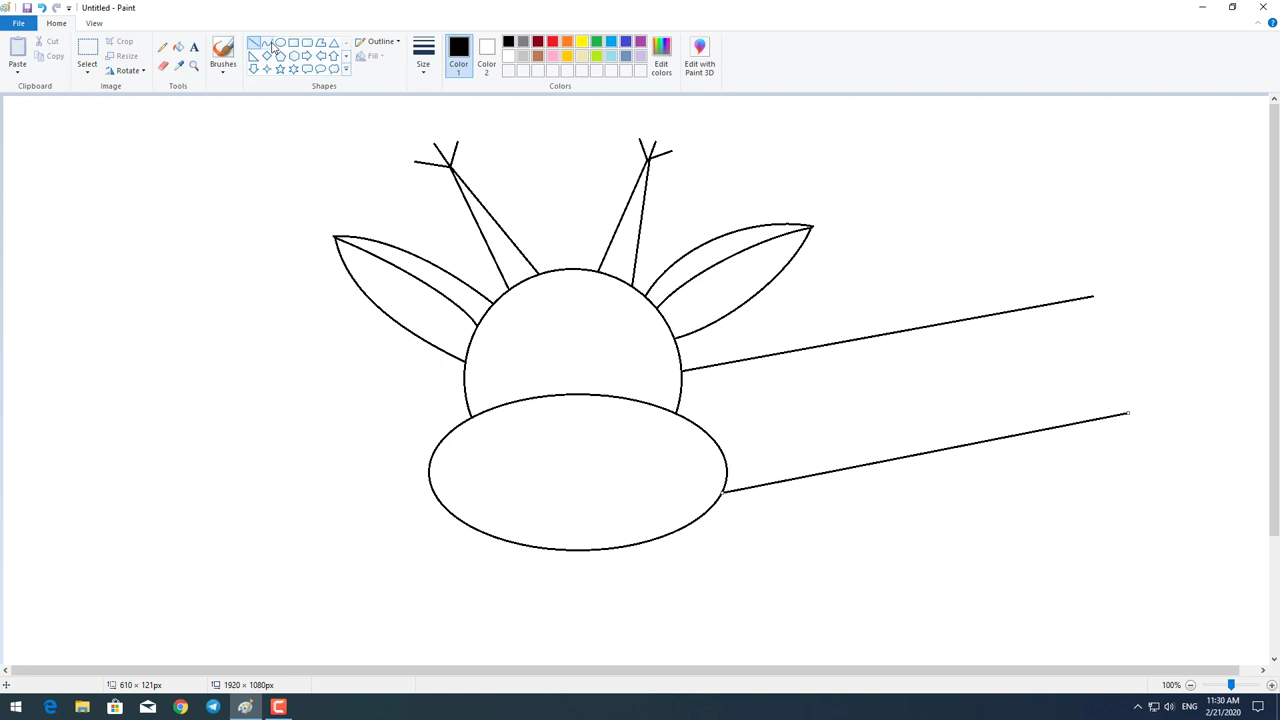 Untitled - Paint
File Home View
Paste
Cut
Copy
Clipboard
Select
Crop
Resize
Rotate
Image
A
Tools
Brushes
Outline
Fill
Shapes
Size
Color 1
Color 2
Edit colors
Colors
Edit with Paint 3D
610 × 121px
1920 × 1080px
100%
ENG
11:30 AM
2/21/2020